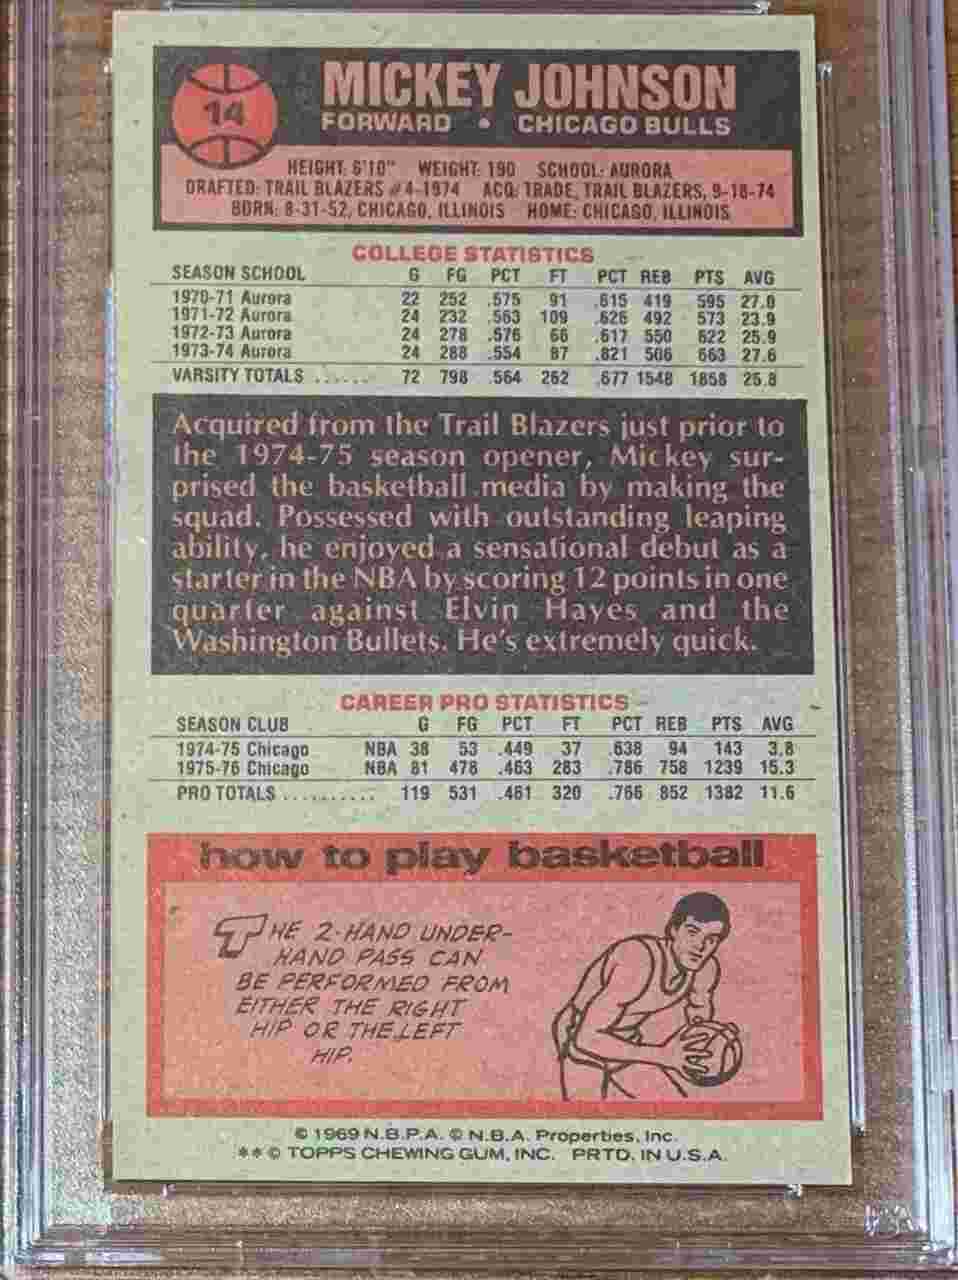 14
MICKEY JOHNSON
FORWARD • CHICAGO BULLS
HEIGHT: 6'10" WEIGHT: 190 SCHOOL: AURORA
DRAFTED: TRAIL BLAZERS #4-1974 ACQ: TRADE, TRAIL BLAZERS, 9-18-74
BORN: 8-31-52, CHICAGO, ILLINOIS HOME: CHICAGO, ILLINOIS
COLLEGE STATISTICS
SEASON SCHOOL G FG PCT FT PCT REB PTS AVG
1970-71 Aurora 22 252 .575 91 .615 419 595 27.0
1971-72 Aurora 24 232 .563 109 .626 492 573 23.9
1972-73 Aurora 24 278 .576 66 .617 550 622 25.9
1973-74 Aurora 24 288 .554 87 .821 506 663 27.6
VARSITY TOTALS ...... 72 798 .564 262 .677 1548 1858 25.8
Acquired from the Trail Blazers just prior to
the 1974-75 season opener, Mickey sur-
prised the basketball media by making the
squad. Possessed with outstanding leaping
ability, he enjoyed a sensational debut as a
starter in the NBA by scoring 12 points in one
quarter against Elvin Hayes and the
Washington Bullets. He's extremely quick.
CAREER PRO STATISTICS
SEASON CLUB G FG PCT FT PCT REB PTS AVG
1974-75 Chicago NBA 38 53 .449 37 .638 94 143 3.8
1975-76 Chicago NBA 81 478 .463 283 .786 758 1239 15.3
PRO TOTALS .......... 119 531 .461 320 .766 852 1382 11.6
how to play basketball
THE 2-HAND UNDER-
HAND PASS CAN
BE PERFORMED FROM
EITHER THE RIGHT
HIP OR THE LEFT
HIP.
© 1969 N.B.P.A. © N.B.A. Properties, Inc.
**© TOPPS CHEWING GUM, INC. PRTD. IN U.S.A.